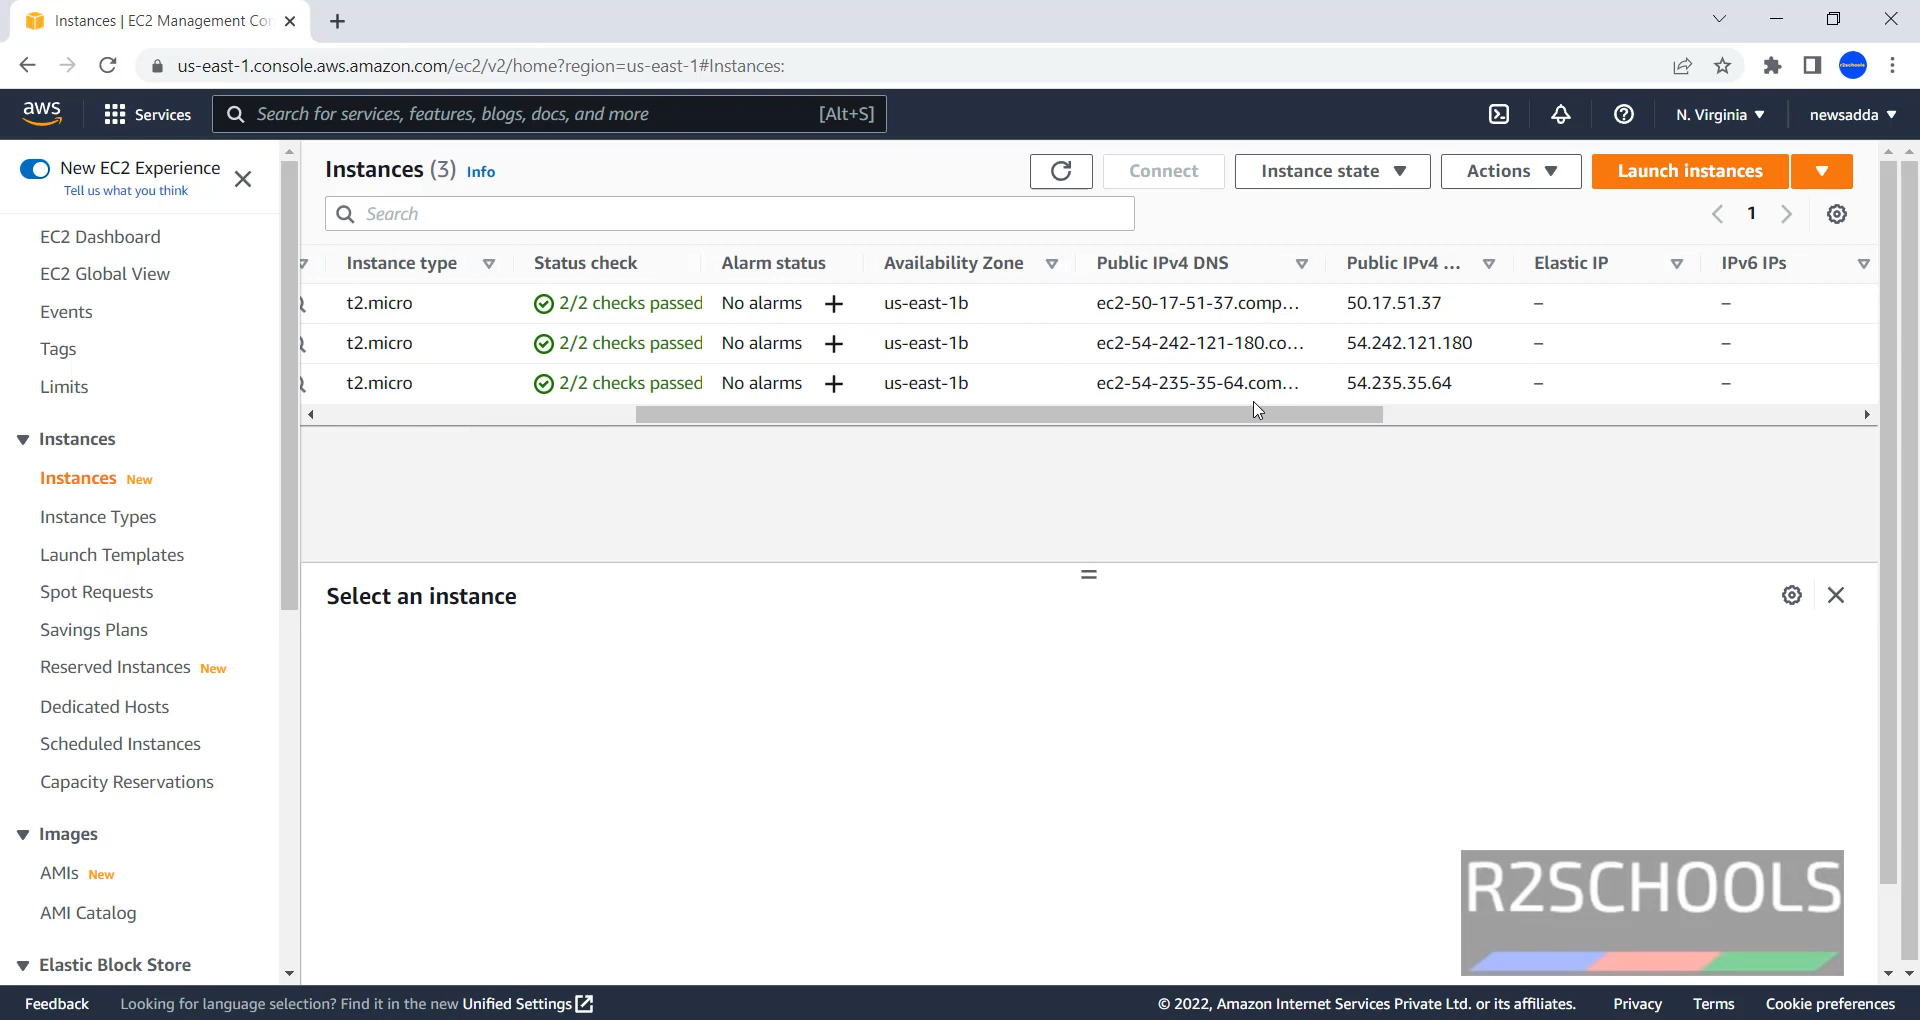 Instances | EC2 Management Con
us-east-1.console.aws.amazon.com/ec2/v2/home?region=us-east-1#Instances:
r2schools
aws
Services
Search for services, features, blogs, docs, and more
[Alt+S]
N. Virginia
newsadda
New EC2 Experience
Tell us what you think
EC2 Dashboard
EC2 Global View
Events
Tags
Limits
Instances
Instances New
Instance Types
Launch Templates
Spot Requests
Savings Plans
Reserved Instances New
Dedicated Hosts
Scheduled Instances
Capacity Reservations
Images
AMIs New
AMI Catalog
Elastic Block Store
Instances (3) Info
Connect
Instance state
Actions
Launch instances
Search
1
Instance type Status check Alarm status Availability Zone Public IPv4 DNS Public IPv4 ... Elastic IP IPv6 IPs
t2.micro 2/2 checks passed No alarms + us-east-1b ec2-50-17-51-37.comp... 50.17.51.37 – –
t2.micro 2/2 checks passed No alarms + us-east-1b ec2-54-242-121-180.co... 54.242.121.180 – –
t2.micro 2/2 checks passed No alarms + us-east-1b ec2-54-235-35-64.com... 54.235.35.64 – –
Select an instance
R2SCHOOLS
Feedback
Looking for language selection? Find it in the new Unified Settings
© 2022, Amazon Internet Services Private Ltd. or its affiliates.
Privacy
Terms
Cookie preferences